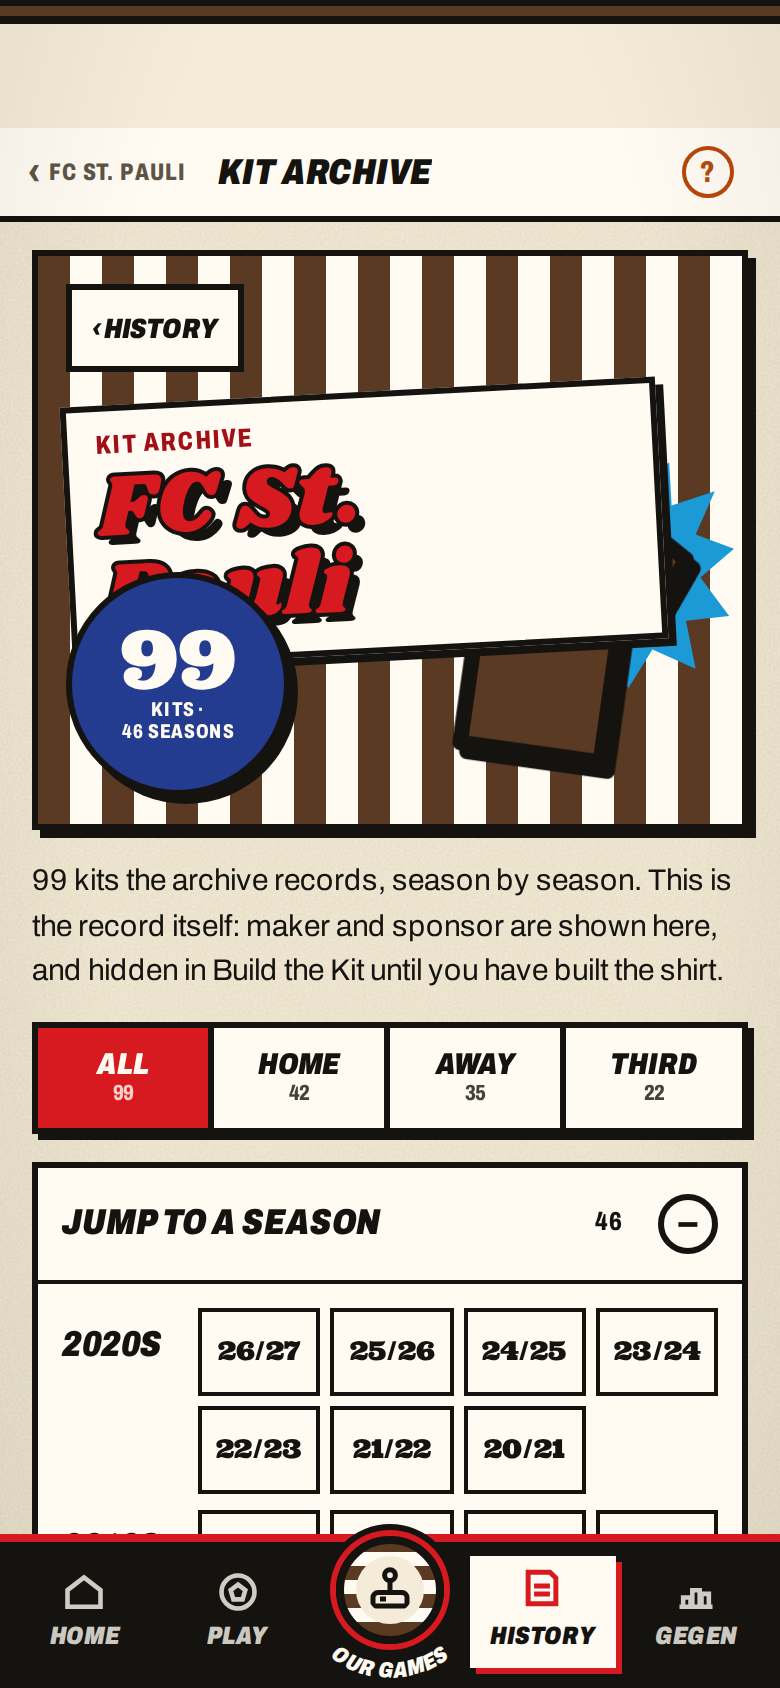 ‹ FC ST. PAULI KIT ARCHIVE ?
‹HISTORY
KIT ARCHIVE
FC St.
Pauli
99
KITS ·
46 SEASONS
99 kits the archive records, season by season. This is
the record itself: maker and sponsor are shown here,
and hidden in Build the Kit until you have built the shirt.
ALL HOME AWAY THIRD
99 42 35 22
JUMP TO A SEASON 46 –
2020S 26/27 25/26 24/25 23/24
22/23 21/22 20/21
HOME PLAY OUR GAMES HISTORY GEGEN